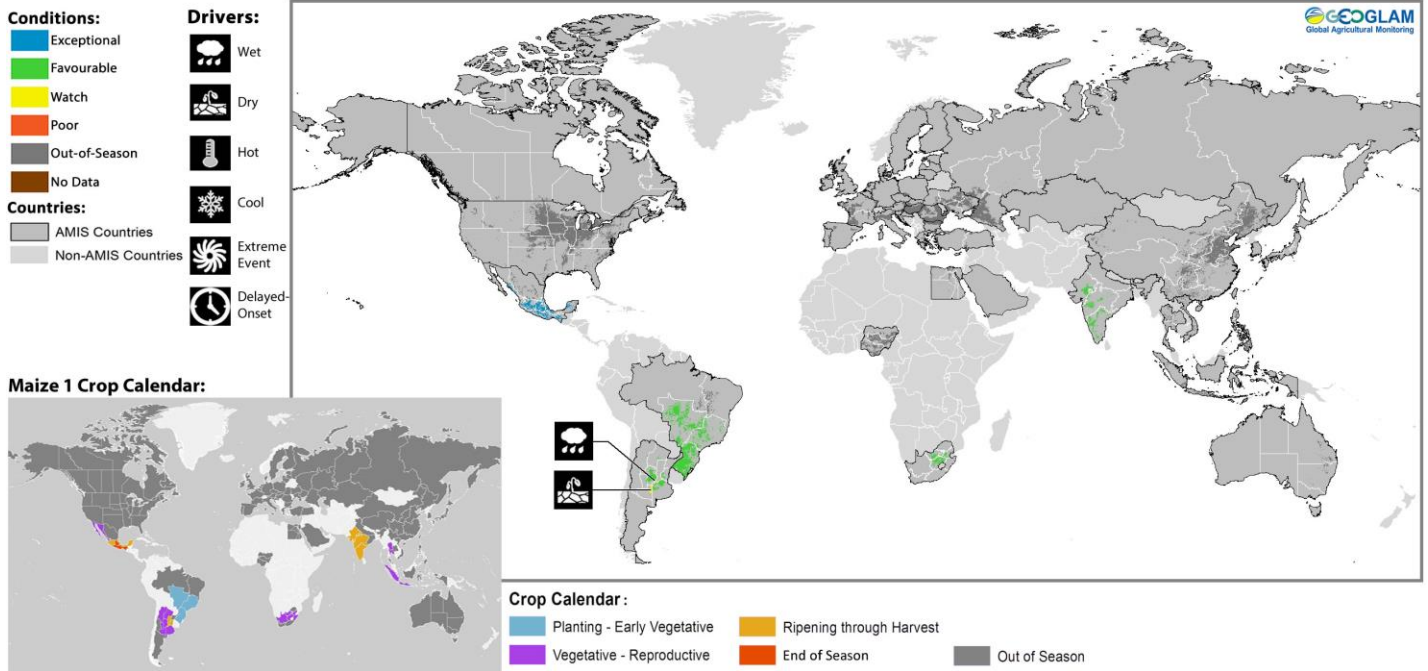 Conditions:
Exceptional
Favourable
Watch
Poor
Out-of-Season
No Data
Countries:
AMIS Countries
Non-AMIS Countries
Drivers:
Wet
Dry
Hot
Cool
Extreme
Event
Delayed-
Onset
GEOGLAM
Global Agricultural Monitoring
Maize 1 Crop Calendar:
Crop Calendar :
Planting - Early Vegetative
Vegetative - Reproductive
Ripening through Harvest
End of Season
Out of Season